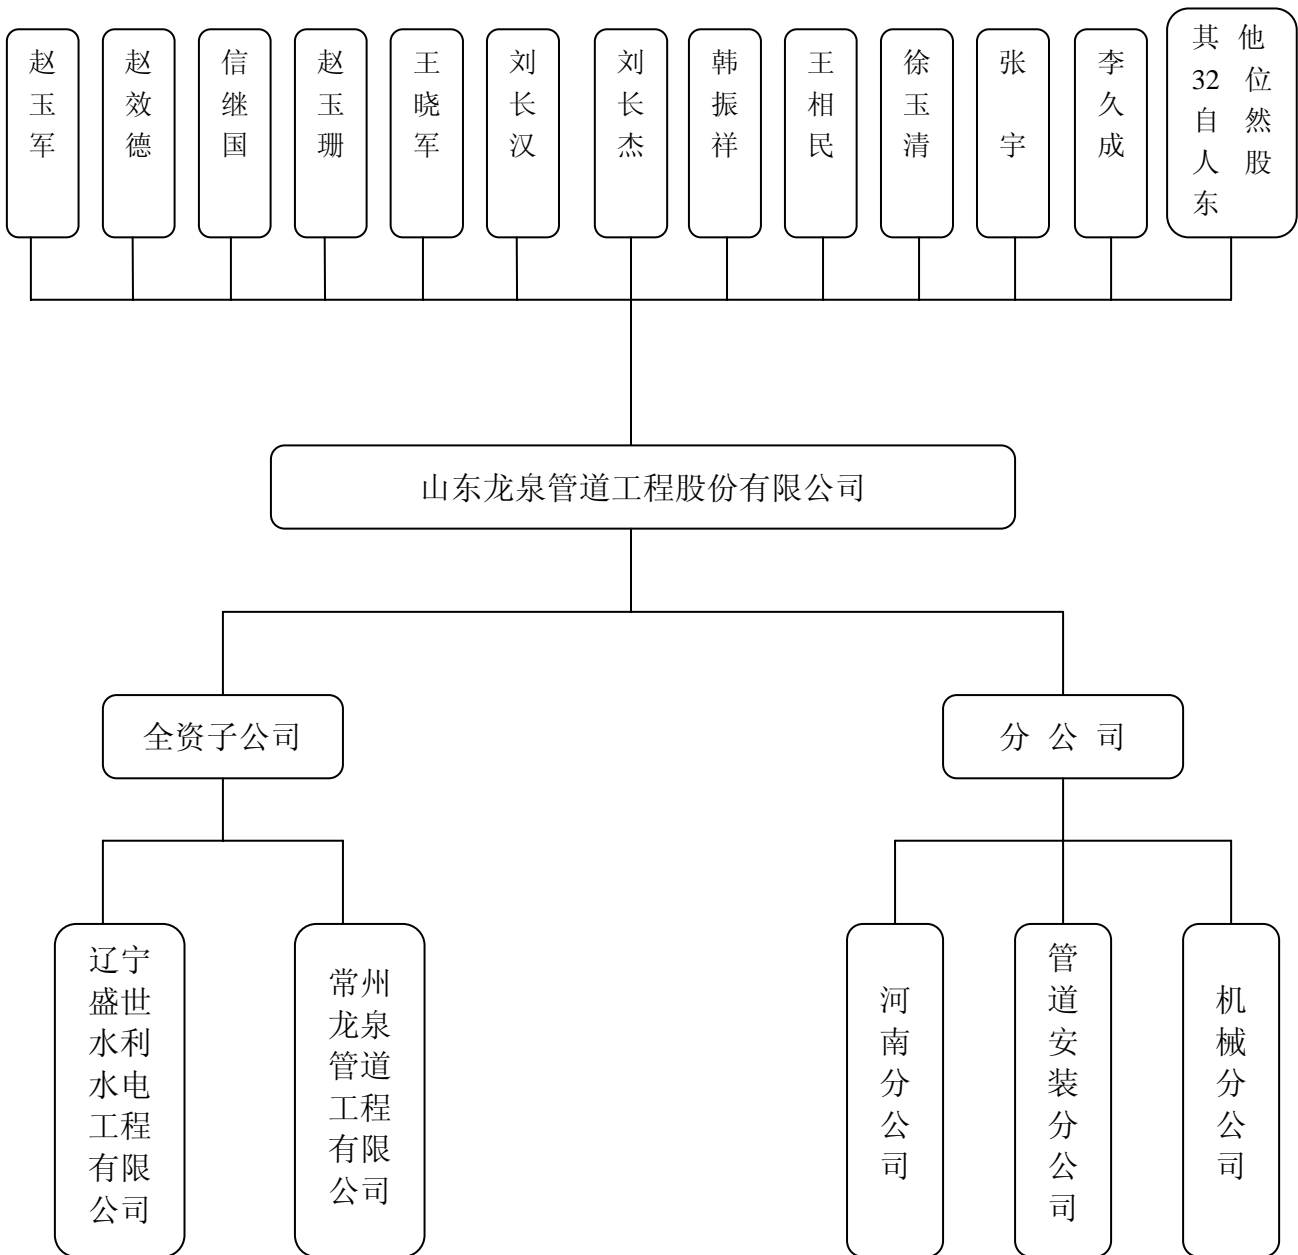 赵玉军
赵效德
信继国
赵玉珊
王晓军
刘长汉
刘长杰
韩振祥
王相民
徐玉清
张 宇
李久成
其 他
32 位
自 然
人 股
东
山东龙泉管道工程股份有限公司
全资子公司
分 公 司
辽宁
盛世
水利
水电
工程
有限
公司
常州
龙泉
管道
工程
有限
公司
河南分公司
管道安装分公司
机械分公司